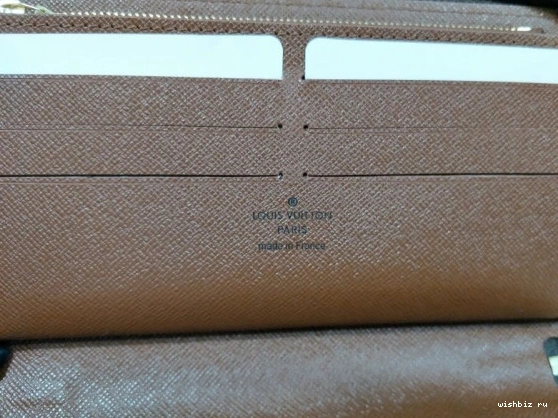 ®
LOUIS VUITTON
PARIS
made in France
wishbiz ru